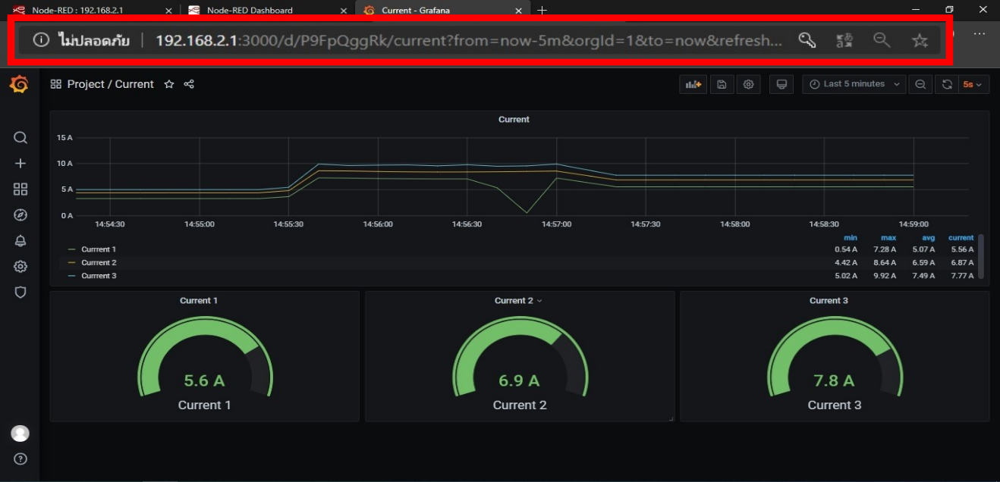 Node-RED : 192.168.2.1
Node-RED Dashboard
Current - Grafana
ไม่ปลอดภัย 192.168.2.1:3000/d/P9FpQggRk/current?from=now-5m&orgId=1&to=now&refresh...
Project / Current
Last 5 minutes
5s
Current
15 A
10 A
5 A
0 A
14:54:30 14:55:00 14:55:30 14:56:00 14:56:30 14:57:00 14:57:30 14:58:00 14:58:30 14:59:00
min max avg current
Currrent 1 0.54 A 7.28 A 5.07 A 5.56 A
Currrent 2 4.42 A 8.64 A 6.59 A 6.87 A
Currrent 3 5.02 A 9.92 A 7.49 A 7.77 A
Current 1
5.6 A
Current 1
Current 2
6.9 A
Current 2
Current 3
7.8 A
Current 3